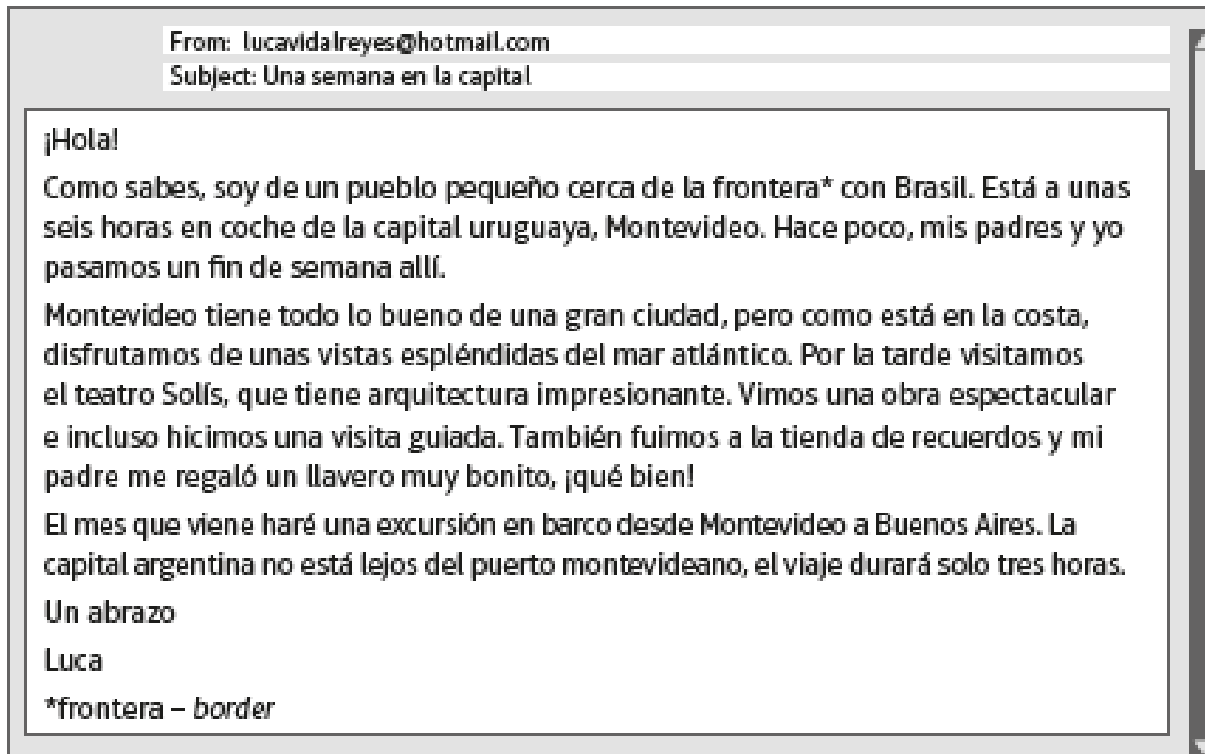 From: lucavidalreyes@hotmail.com
Subject: Una semana en la capital
¡Hola!
Como sabes, soy de un pueblo pequeño cerca de la frontera* con Brasil. Está a unas
seis horas en coche de la capital uruguaya, Montevideo. Hace poco, mis padres y yo
pasamos un fin de semana allí.
Montevideo tiene todo lo bueno de una gran ciudad, pero como está en la costa,
disfrutamos de unas vistas espléndidas del mar atlántico. Por la tarde visitamos
el teatro Solís, que tiene arquitectura impresionante. Vimos una obra espectacular
e incluso hicimos una visita guiada. También fuimos a la tienda de recuerdos y mi
padre me regaló un llavero muy bonito, ¡qué bien!
El mes que viene haré una excursión en barco desde Montevideo a Buenos Aires. La
capital argentina no está lejos del puerto montevideano, el viaje durará solo tres horas.
Un abrazo
Luca
*frontera – border